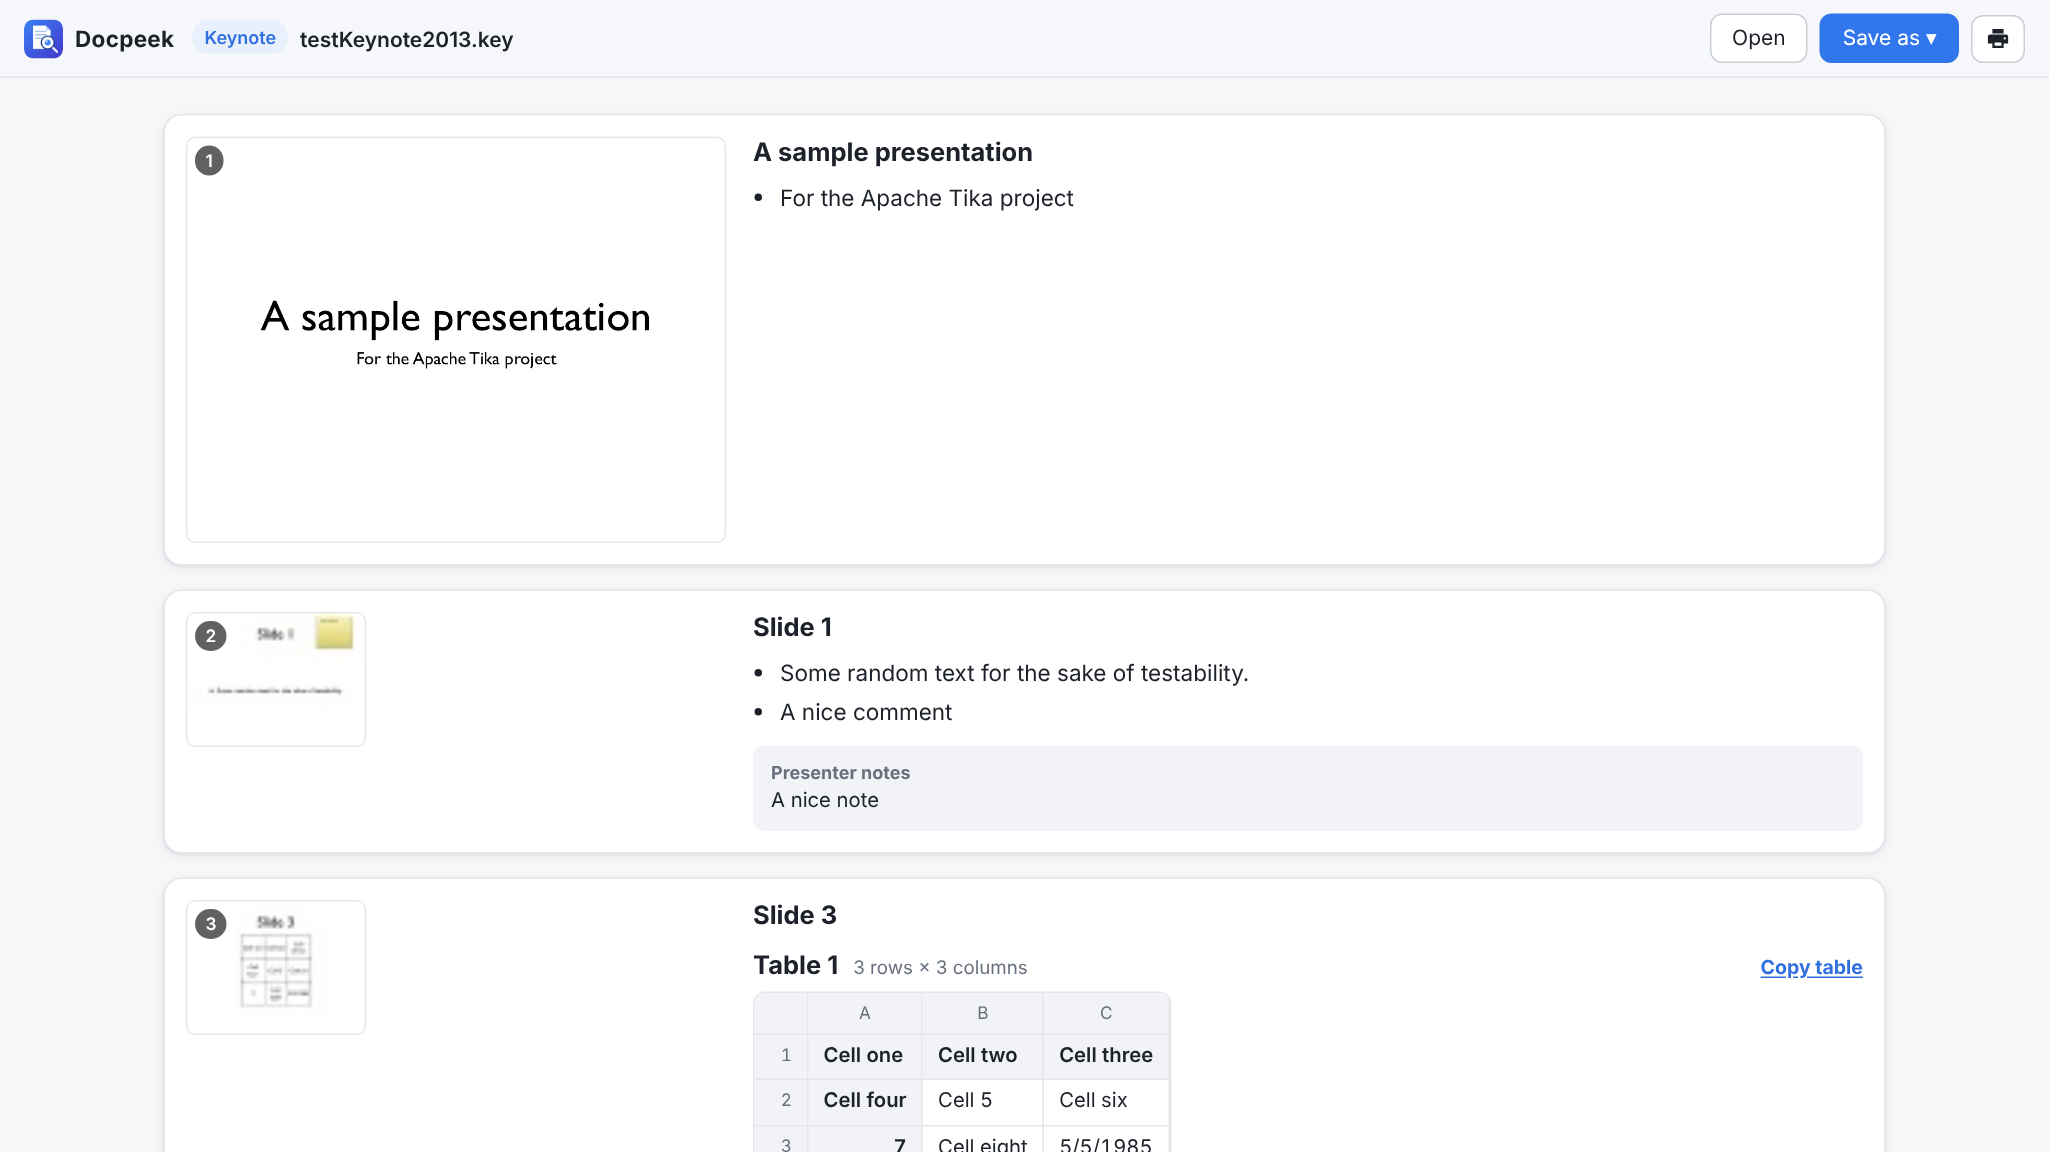 Docpeek
Keynote
testKeynote2013.key
Open
Save as ▾
1
A sample presentation
For the Apache Tika project
A sample presentation
• For the Apache Tika project
2
Slide 1
Slide 1
• Some random text for the sake of testability.
• A nice comment
Presenter notes
A nice note
3
Slide 3
Slide 3
Table 1 3 rows × 3 columns
Copy table
A B C
1 Cell one Cell two Cell three
2 Cell four Cell 5 Cell six
3 7 Cell eight 5/5/1985